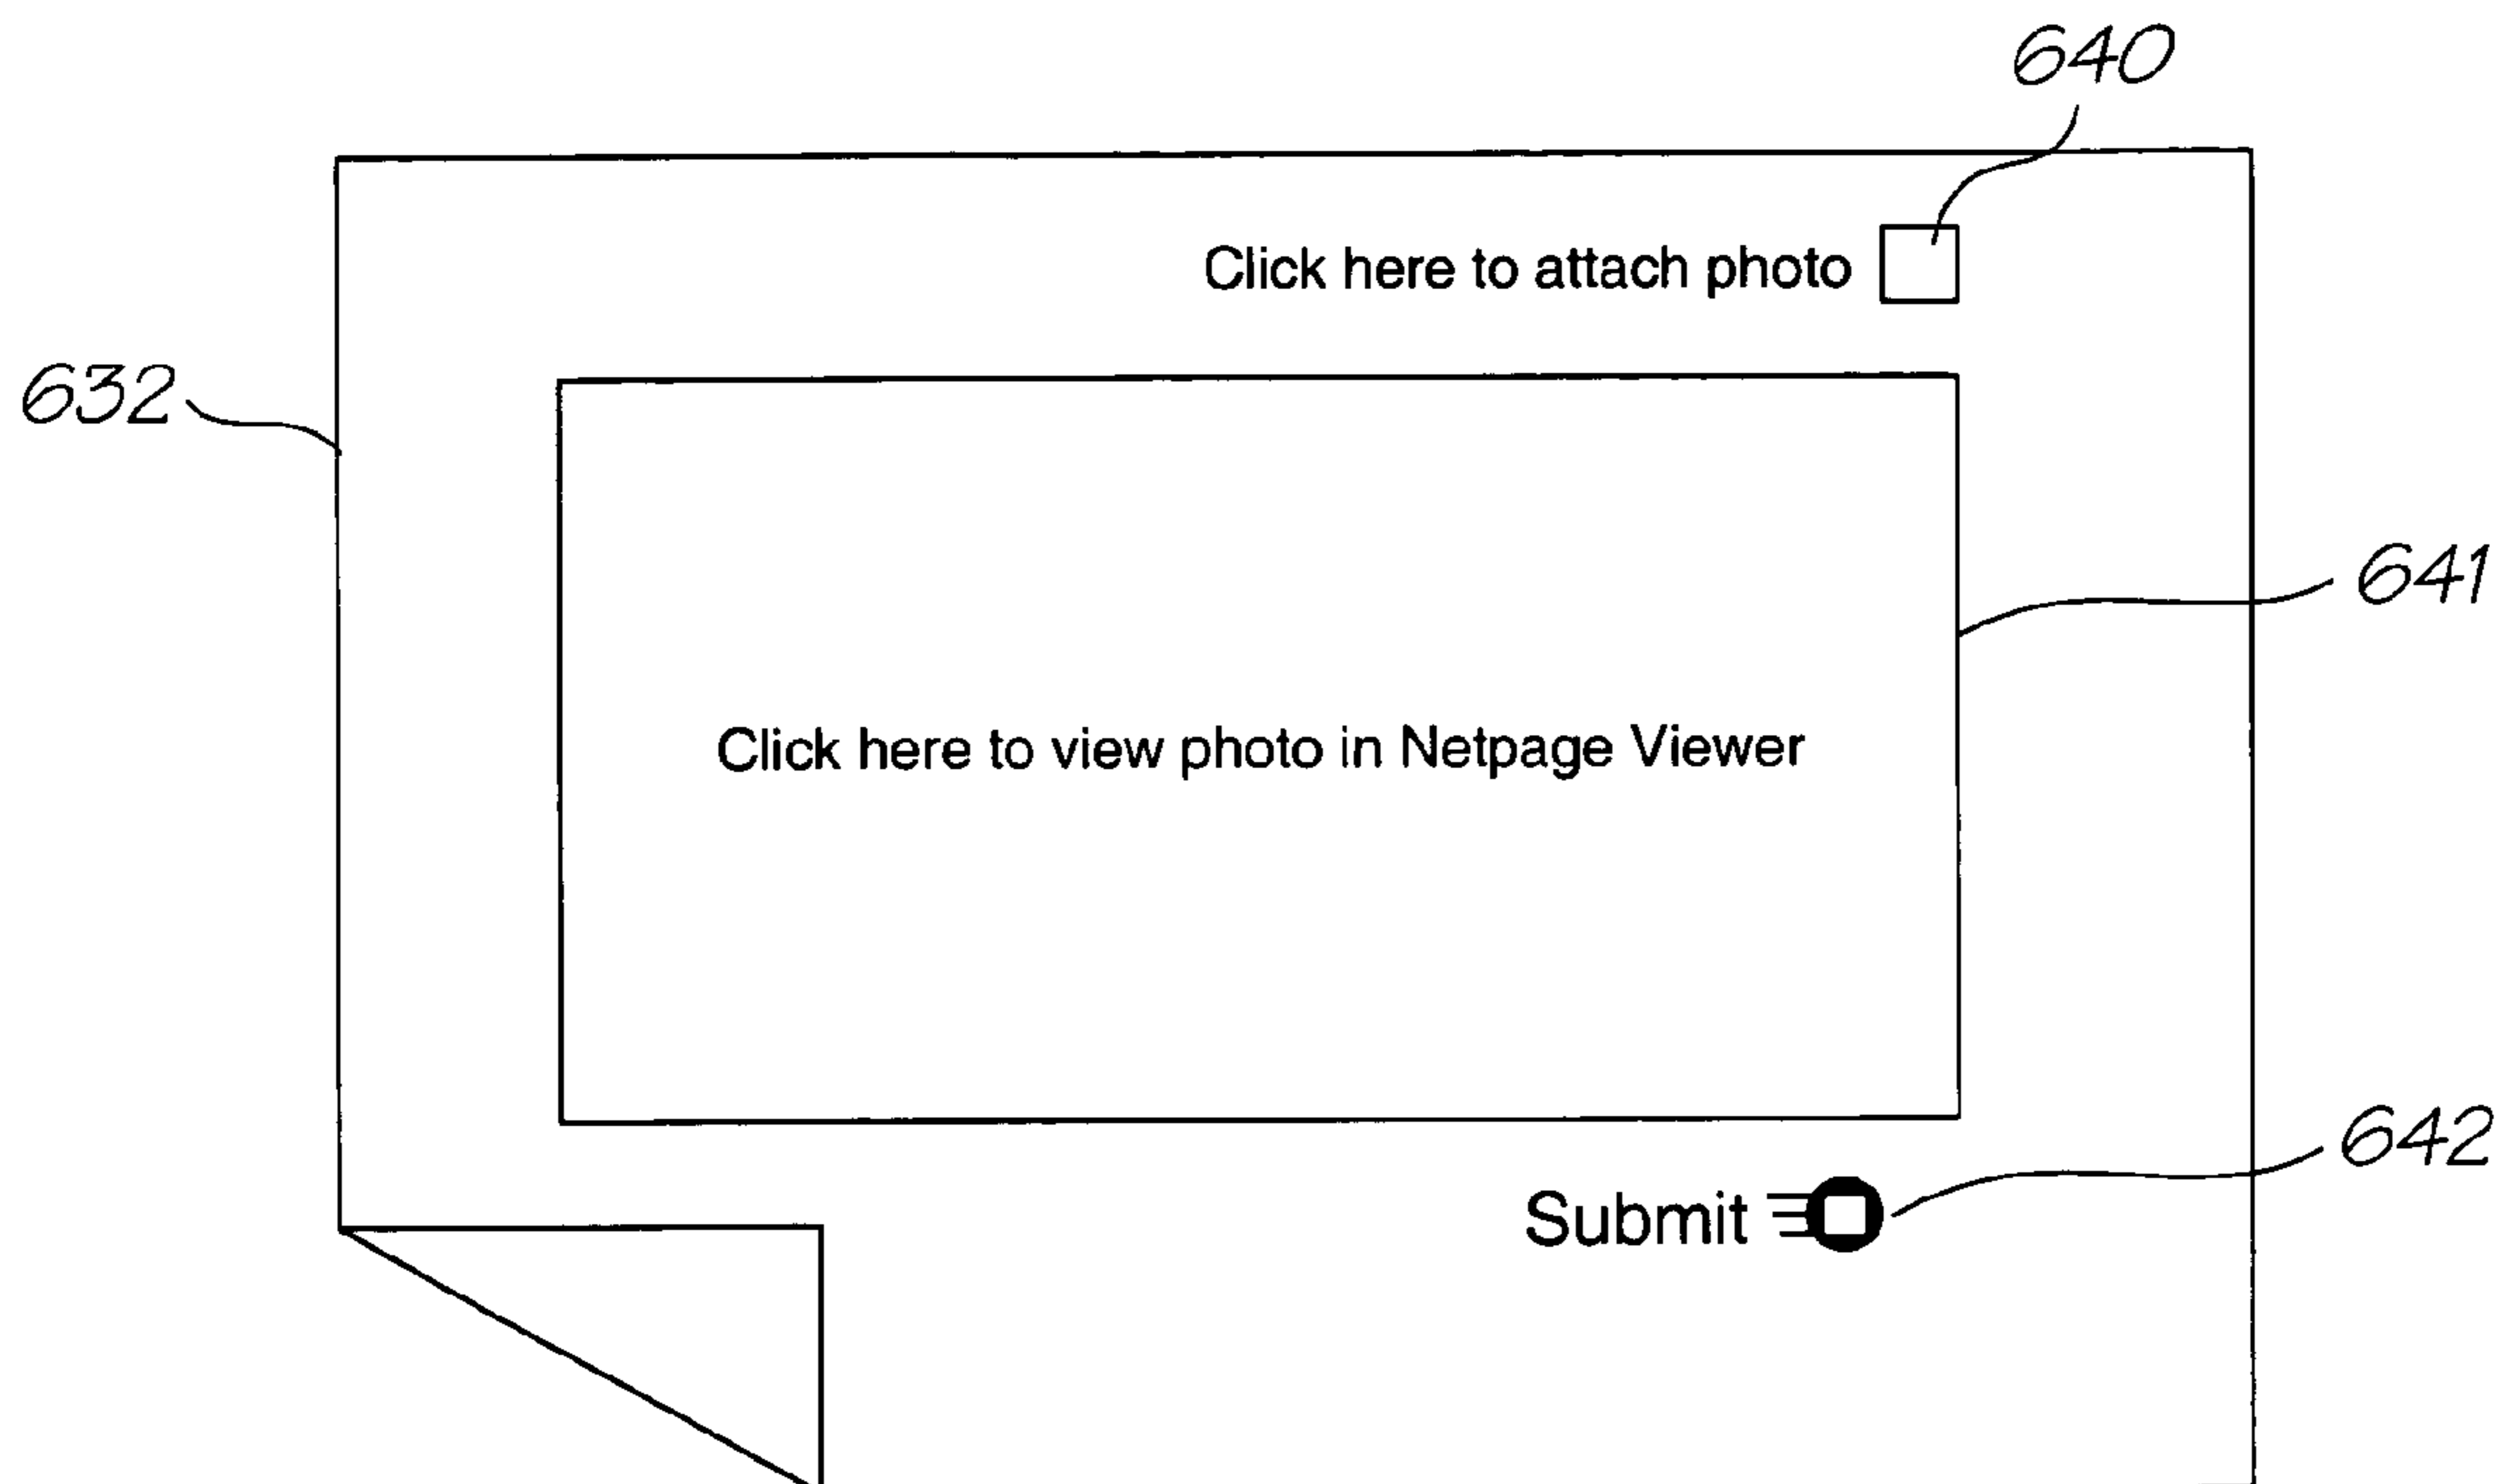 640
Click here to attach photo
632
641
Click here to view photo in Netpage Viewer
642
Submit